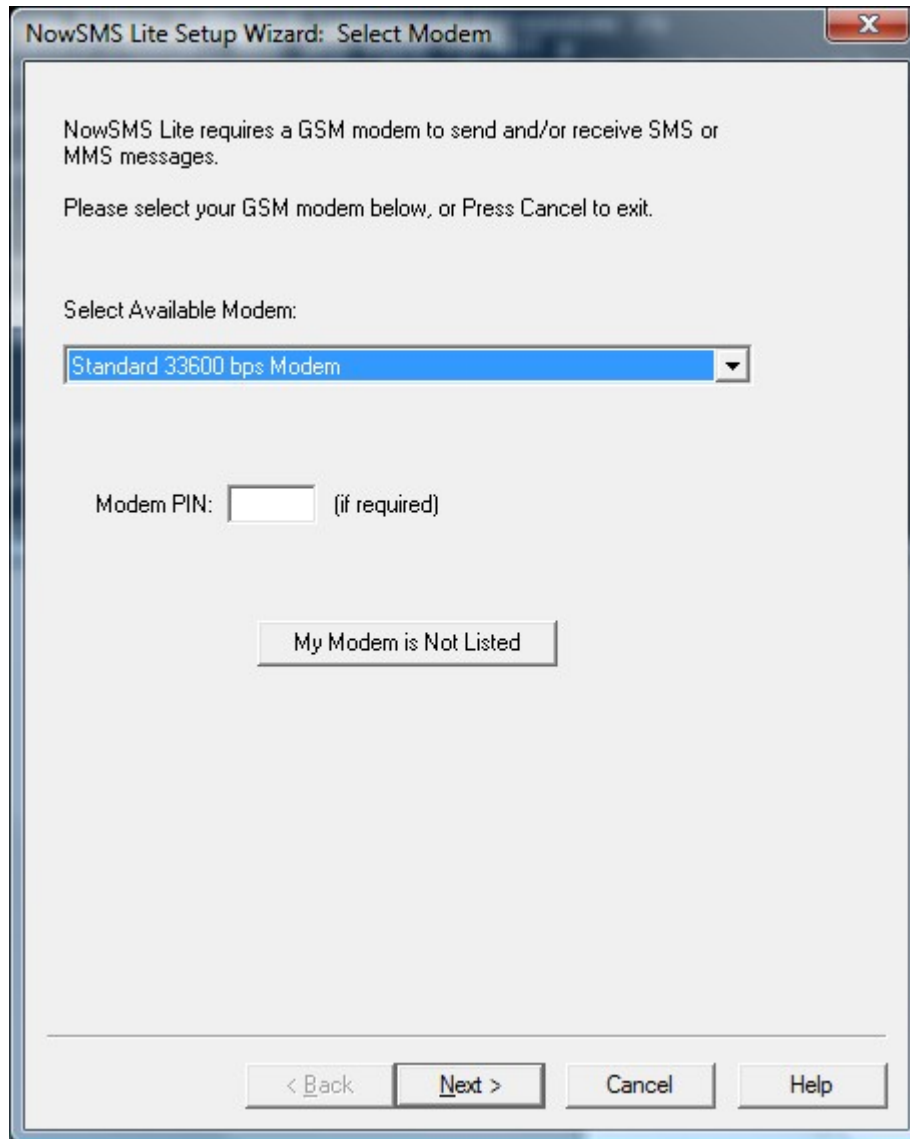 NowSMS Lite Setup Wizard:  Select Modem
X
NowSMS Lite requires a GSM modem to send and/or receive SMS or
MMS messages.
Please select your GSM modem below, or Press Cancel to exit.
Select Available Modem:
Standard 33600 bps Modem
Modem PIN: (if required)
My Modem is Not Listed
< Back Next > Cancel Help